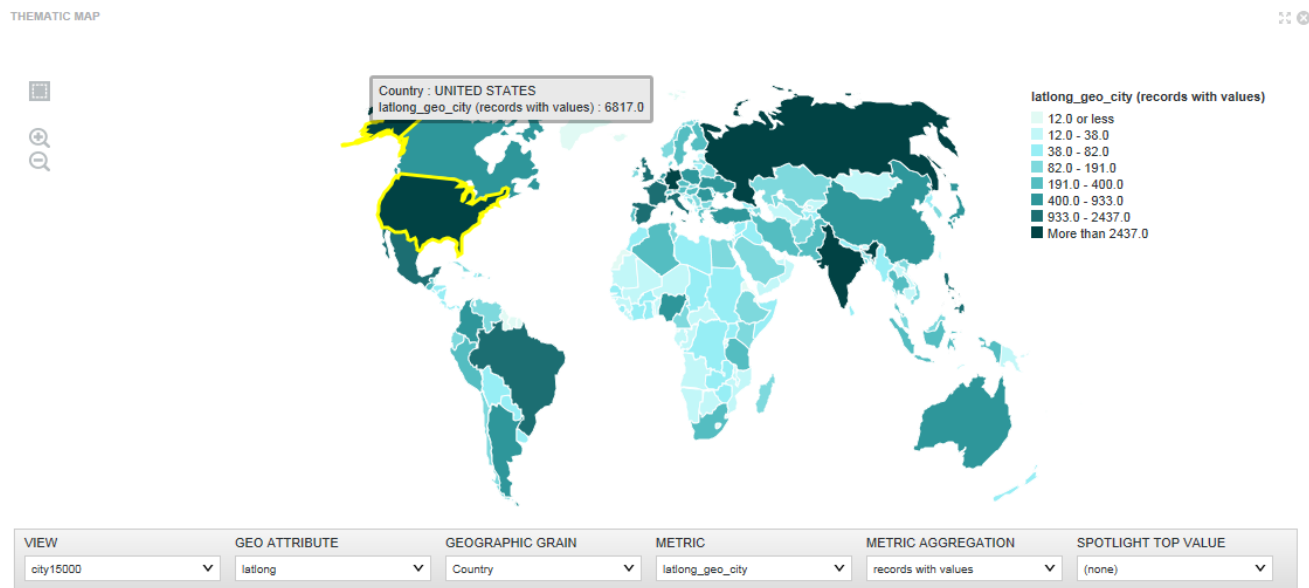 THEMATIC MAP
Country : UNITED STATES
latlong_geo_city (records with values) : 6817.0
latlong_geo_city (records with values)
12.0 or less
12.0 - 38.0
38.0 - 82.0
82.0 - 191.0
191.0 - 400.0
400.0 - 933.0
933.0 - 2437.0
More than 2437.0
VIEW GEO ATTRIBUTE GEOGRAPHIC GRAIN METRIC METRIC AGGREGATION SPOTLIGHT TOP VALUE
city15000 latlong Country latlong_geo_city records with values (none)